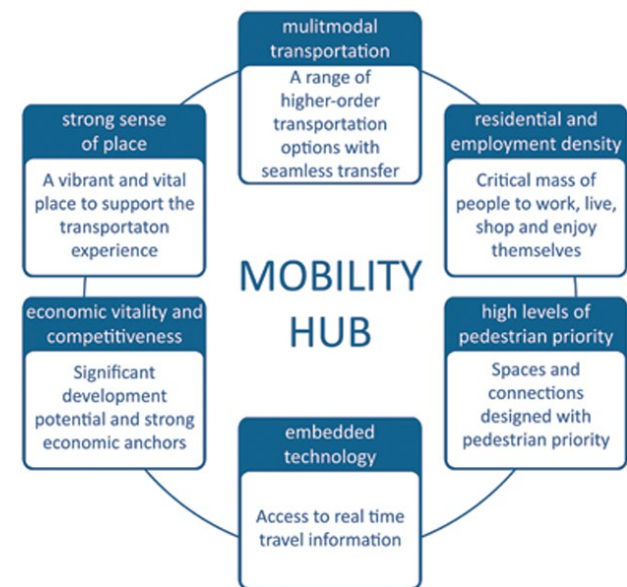 mulitmodal
transportation
A range of
higher-order
transportation
options with
seamless transfer
strong sense
of place
A vibrant and vital
place to support the
transportaton
experience
residential and
employment density
Critical mass of
people to work, live,
shop and enjoy
themselves
MOBILITY
HUB
economic vitality and
competitiveness
Significant
development
potential and strong
economic anchors
high levels of
pedestrian priority
Spaces and
connections
designed with
pedestrian priority
embedded
technology
Access to real time
travel information